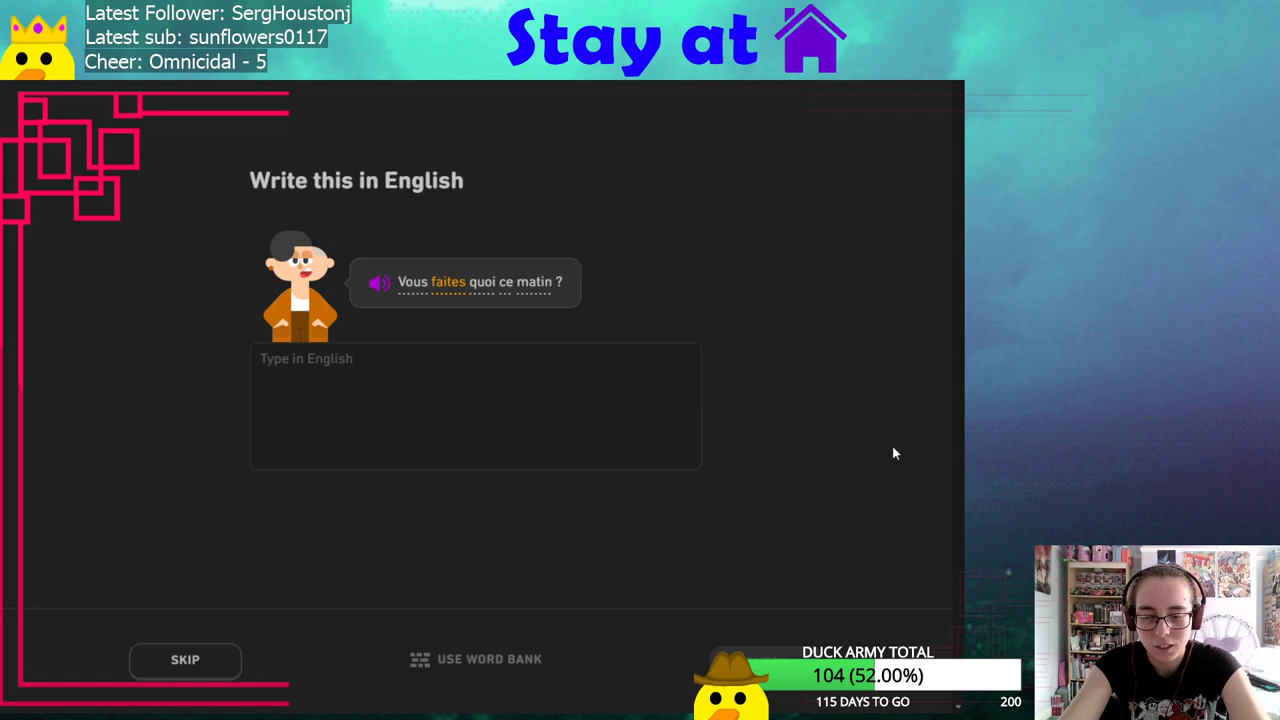 Latest Follower: SergHoustonj
Latest sub: sunflowers0117
Cheer: Omnicidal - 5
Stay at
Write this in English
Vous faites quoi ce matin ?
Type in English
SKIP
USE WORD BANK
DUCK ARMY TOTAL
104 (52.00%)
115 DAYS TO GO
200